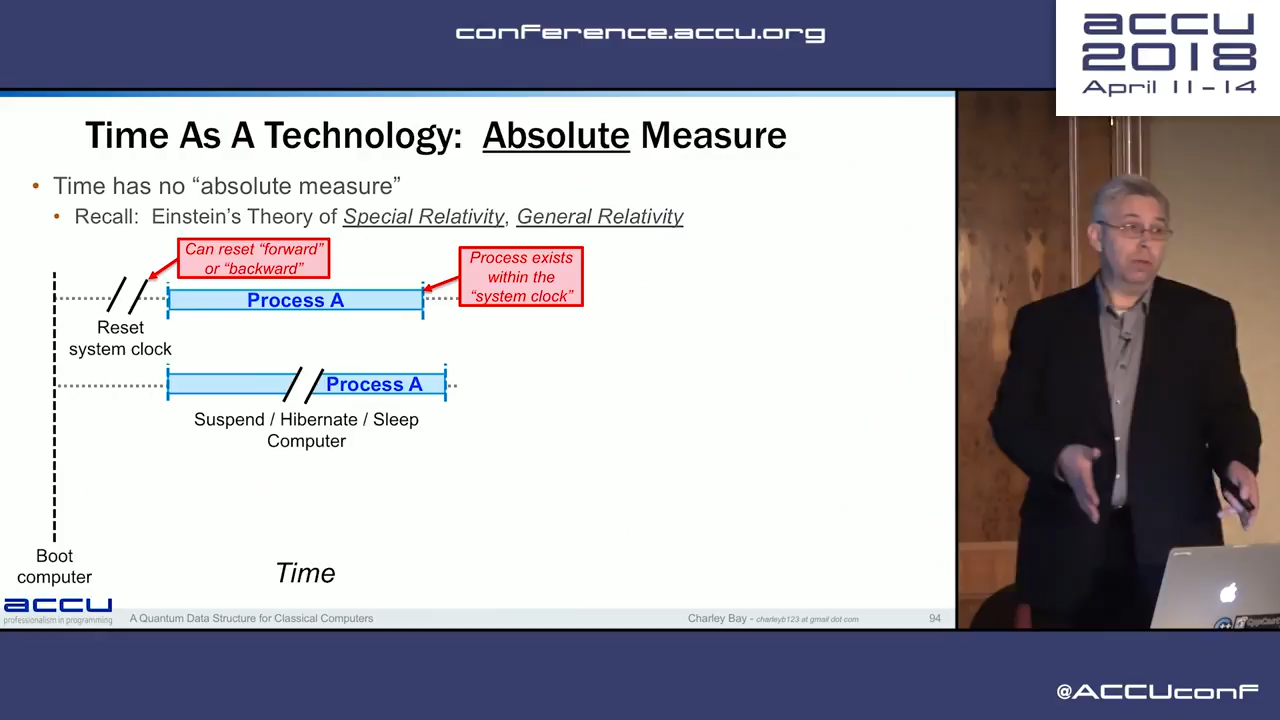 conference.accu.org
accu
2018
April 11-14
Time As A Technology: Absolute Measure
• Time has no “absolute measure”
• Recall: Einstein’s Theory of Special Relativity, General Relativity
Can reset “forward”
or “backward”
Process exists
within the
“system clock”
Process A
Reset
system clock
Process A
Suspend / Hibernate / Sleep
Computer
Boot
computer
Time
accu
professionalism in programming
A Quantum Data Structure for Classical Computers
Charley Bay - charleyb123 at gmail dot com
94
@ACCUconf